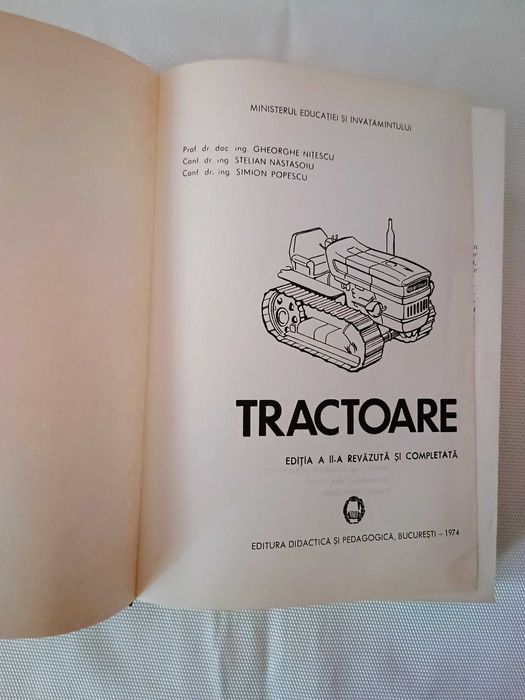 MINISTERUL EDUCAȚIEI ȘI ÎNVĂȚĂMÎNTULUI
Prof. dr. doc. ing. GHEORGHE NIȚESCU
Conf. dr. ing. STELIAN NĂSTĂSOIU
Conf. dr. ing. SIMION POPESCU
TRACTOARE
EDIȚIA A II-A REVĂZUTĂ ȘI COMPLETATĂ
EDITURA DIDACTICĂ ȘI PEDAGOGICĂ, BUCUREȘTI – 1974